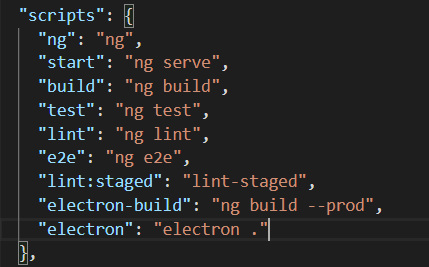 "scripts": {
"ng": "ng",
"start": "ng serve",
"build": "ng build",
"test": "ng test",
"lint": "ng lint",
"e2e": "ng e2e",
"lint:staged": "lint-staged",
"electron-build": "ng build --prod",
"electron": "electron ."
},